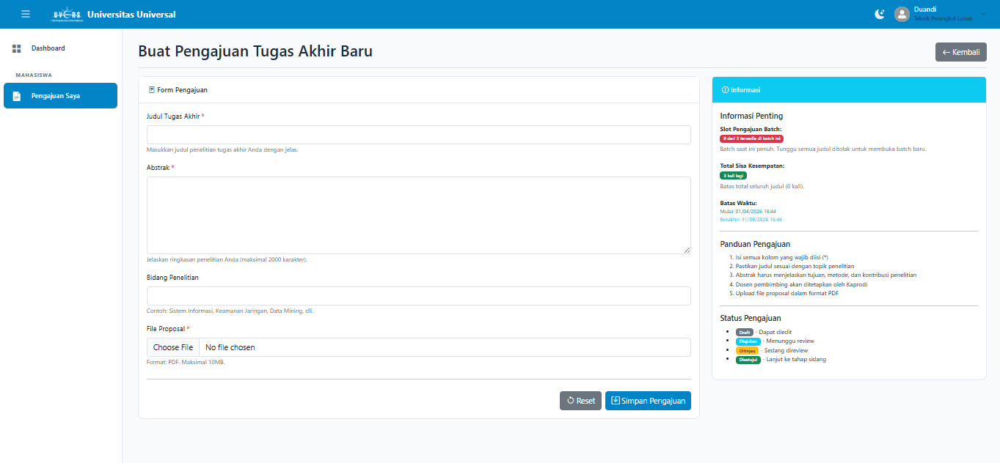 UVERS
Universitas Universal
Duandi
Teknik Perangkat Lunak
Dashboard
MAHASISWA
Pengajuan Saya
Buat Pengajuan Tugas Akhir Baru
← Kembali
Form Pengajuan
Judul Tugas Akhir *
Masukkan judul penelitian tugas akhir Anda dengan jelas.
Abstrak *
Jelaskan ringkasan penelitian Anda (maksimal 2000 karakter).
Bidang Penelitian
Contoh: Sistem Informasi, Keamanan Jaringan, Data Mining, dll.
File Proposal *
Choose File No file chosen
Format: PDF. Maksimal 10MB.
Reset
Simpan Pengajuan
Informasi
Informasi Penting
Slot Pengajuan Batch:
0 dari 3 tersedia di batch ini
Batch saat ini penuh. Tunggu semua judul ditolak untuk membuka batch baru.
Total Sisa Kesempatan:
3 kali lagi
Batas total seluruh judul (6 kali).
Batas Waktu:
Mulai: 01/04/2026 16:44
Berakhir: 31/08/2026 16:44
Panduan Pengajuan
1. Isi semua kolom yang wajib diisi (*)
2. Pastikan judul sesuai dengan topik penelitian
3. Abstrak harus menjelaskan tujuan, metode, dan kontribusi penelitian
4. Dosen pembimbing akan ditetapkan oleh Kaprodi
5. Upload file proposal dalam format PDF
Status Pengajuan
Draft - Dapat diedit
Diajukan - Menunggu review
Ditinjau - Sedang direview
Disetujui - Lanjut ke tahap sidang